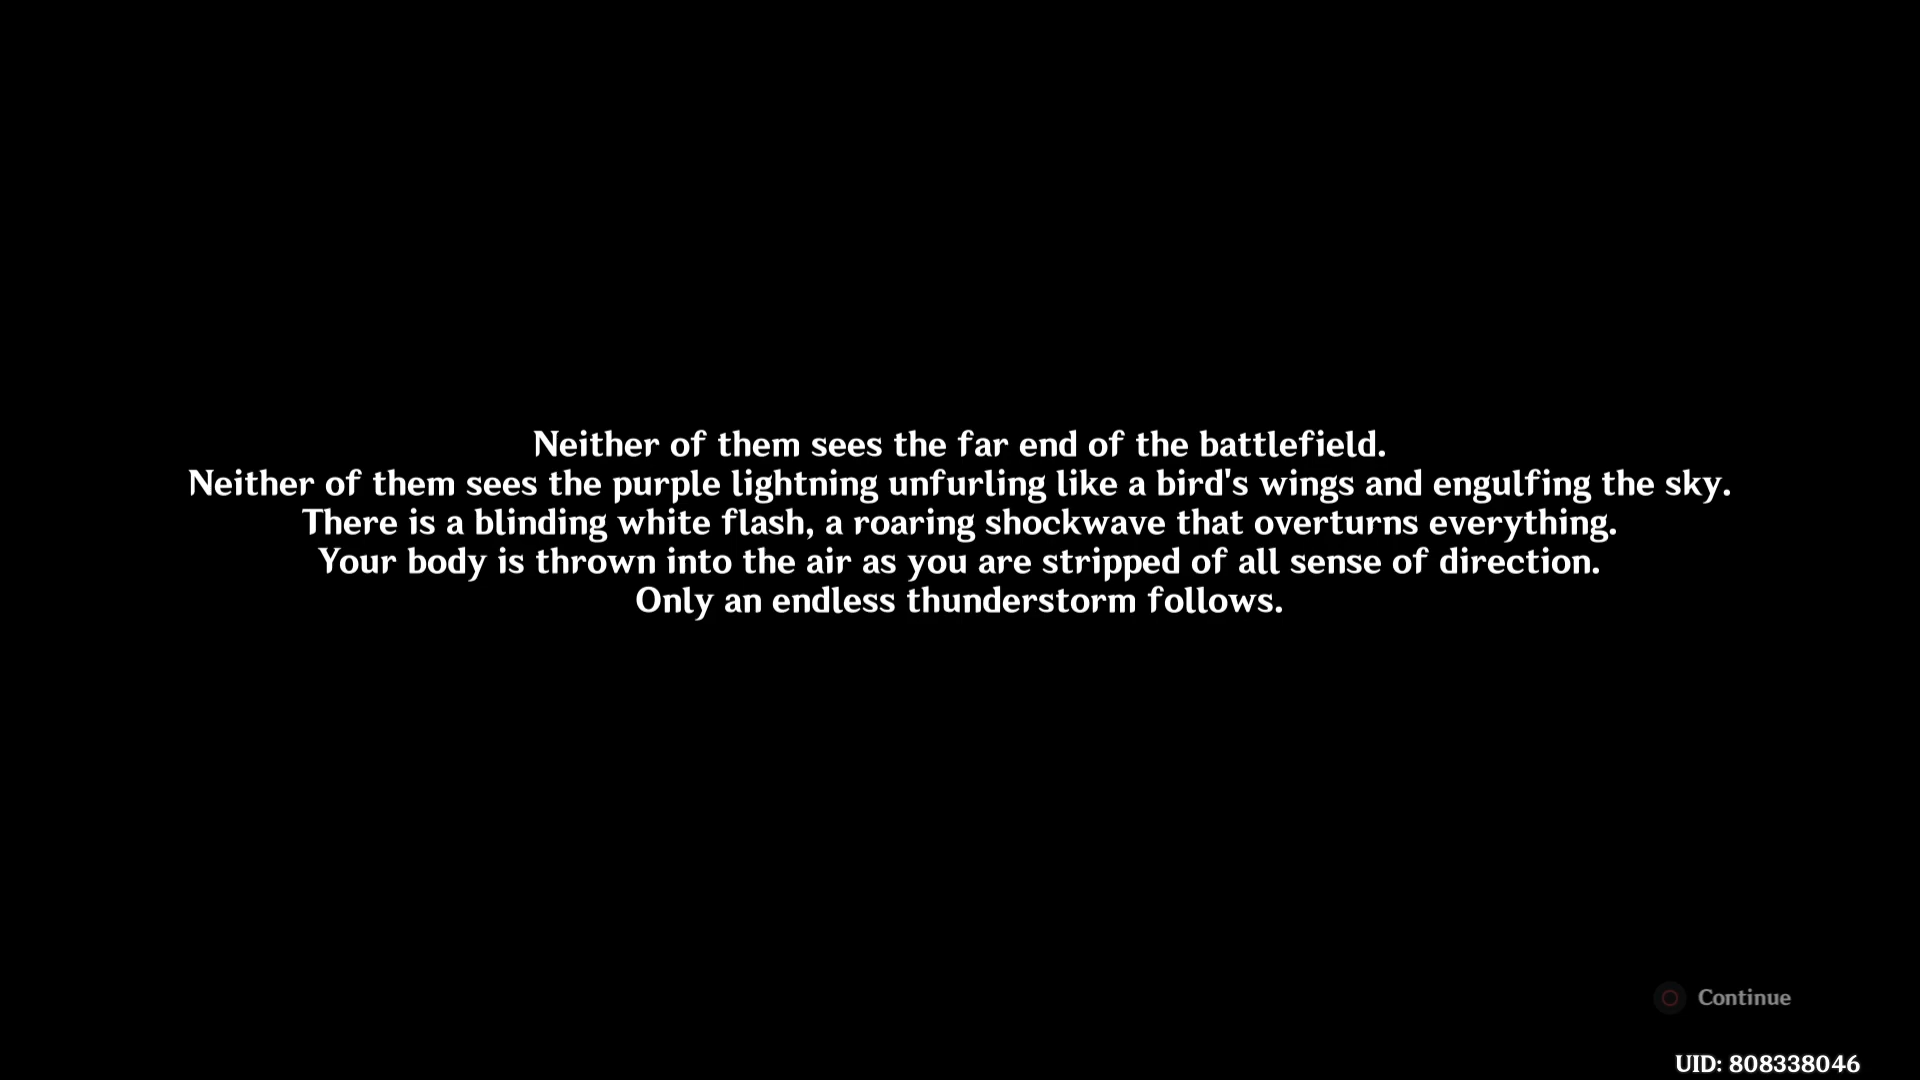 Neither of them sees the far end of the battlefield.
Neither of them sees the purple lightning unfurling like a bird's wings and engulfing the sky.
There is a blinding white flash, a roaring shockwave that overturns everything.
Your body is thrown into the air as you are stripped of all sense of direction.
Only an endless thunderstorm follows.
Continue
UID: 808338046